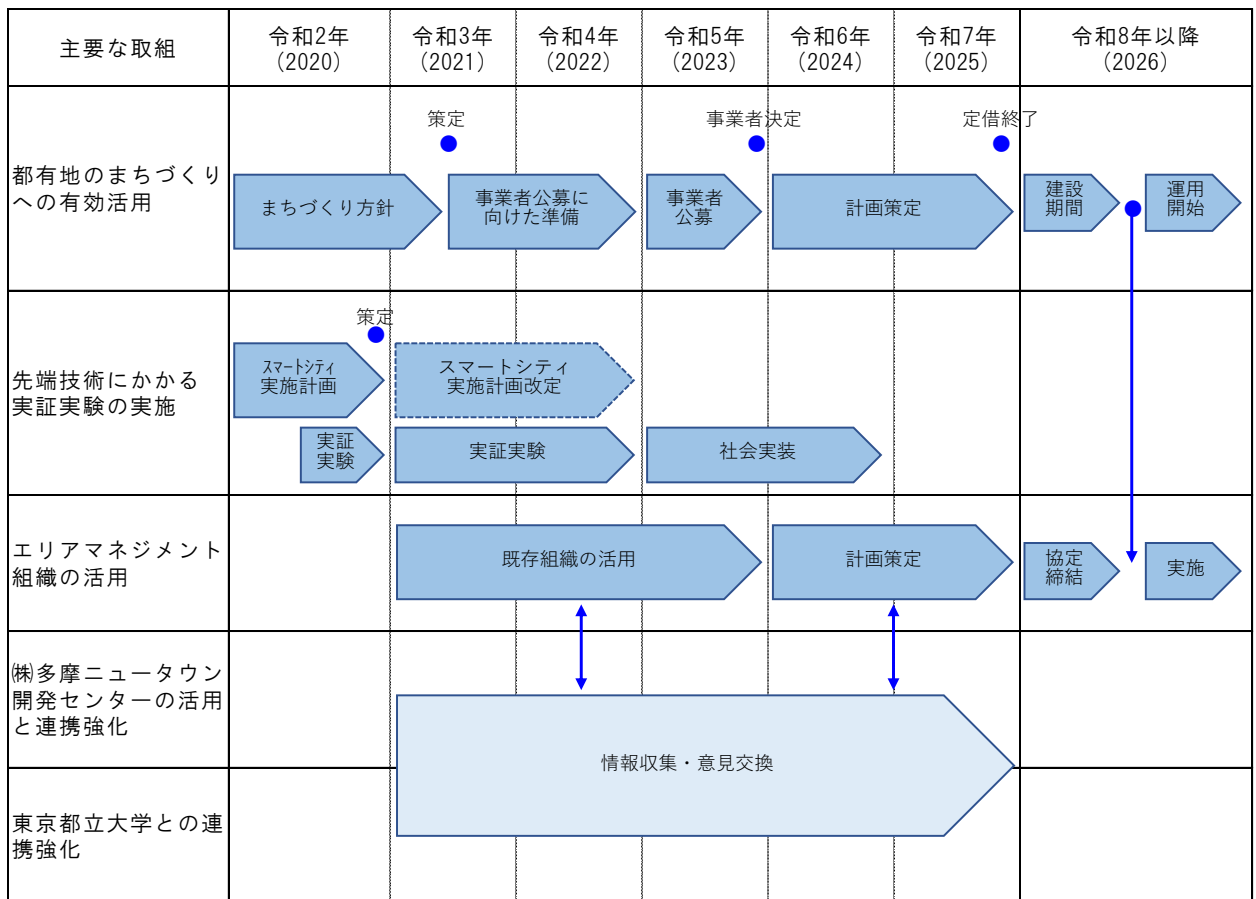 主要な取組
令和2年
（2020）
令和3年
（2021）
令和4年
（2022）
令和5年
（2023）
令和6年
（2024）
令和7年
（2025）
令和8年以降
（2026）
都有地のまちづくり
への有効活用
策定
事業者決定
定借終了
まちづくり方針
事業者公募に
向けた準備
事業者
公募
計画策定
建設
期間
運用
開始
先端技術にかかる
実証実験の実施
策定
ｽﾏｰﾄｼﾃｨ
実施計画
スマートシティ
実施計画改定
実証
実験
実証実験
社会実装
エリアマネジメント
組織の活用
既存組織の活用
計画策定
協定
締結
実施
㈱多摩ニュータウン
開発センターの活用
と連携強化
情報収集・意見交換
東京都立大学との連
携強化